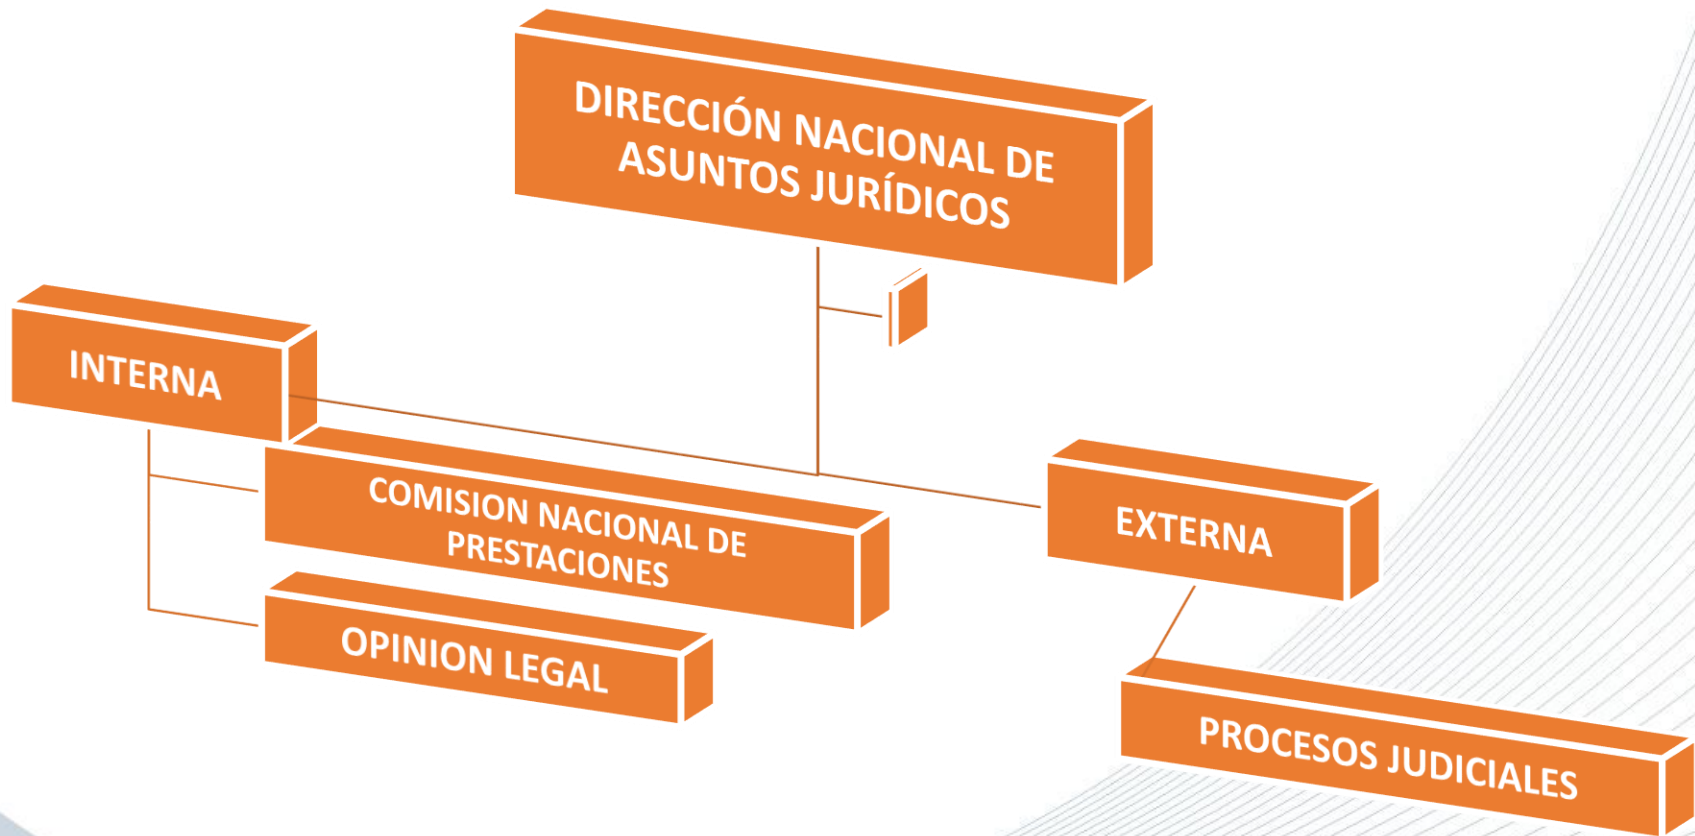 DIRECCIÓN NACIONAL DE
ASUNTOS JURÍDICOS
INTERNA
COMISION NACIONAL DE
PRESTACIONES
OPINION LEGAL
EXTERNA
PROCESOS JUDICIALES